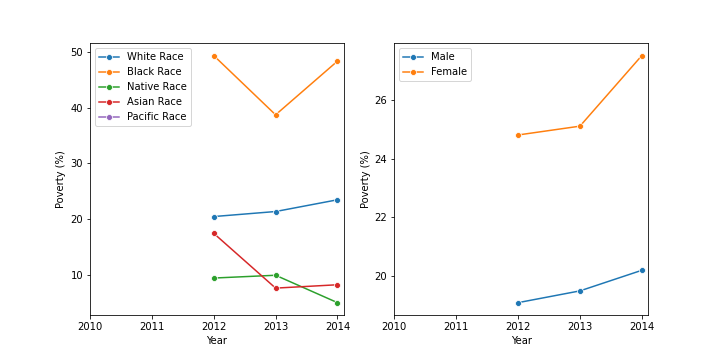 White Race
Black Race
Native Race
Asian Race
Pacific Race
50
40
30
20
10
Poverty (%)
2010 2011 2012 2013 2014
Year
Male
Female
26
24
22
20
Poverty (%)
2010 2011 2012 2013 2014
Year